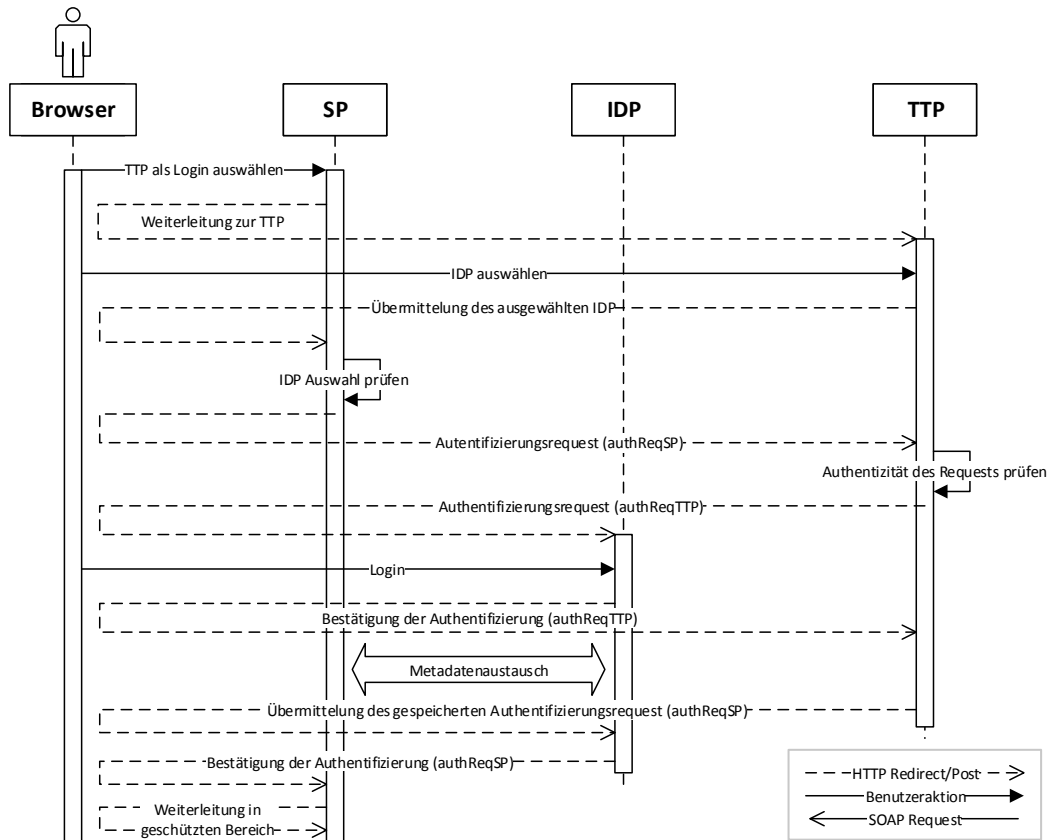 Browser
SP
IDP
TTP
TTP als Login auswählen
Weiterleitung zur TTP
IDP auswählen
Übermittelung des ausgewählten IDP
IDP Auswahl prüfen
Autentifizierungsrequest (authReqSP)
Authentizität des Requests prüfen
Authentifizierungsrequest (authReqTTP)
Login
Bestätigung der Authentifizierung (authReqTTP)
Metadatenaustausch
Übermittelung des gespeicherten Authentifizierungsrequest (authReqSP)
Bestätigung der Authentifizierung (authReqSP)
Weiterleitung in
geschützten Bereich
HTTP Redirect/Post
Benutzeraktion
SOAP Request